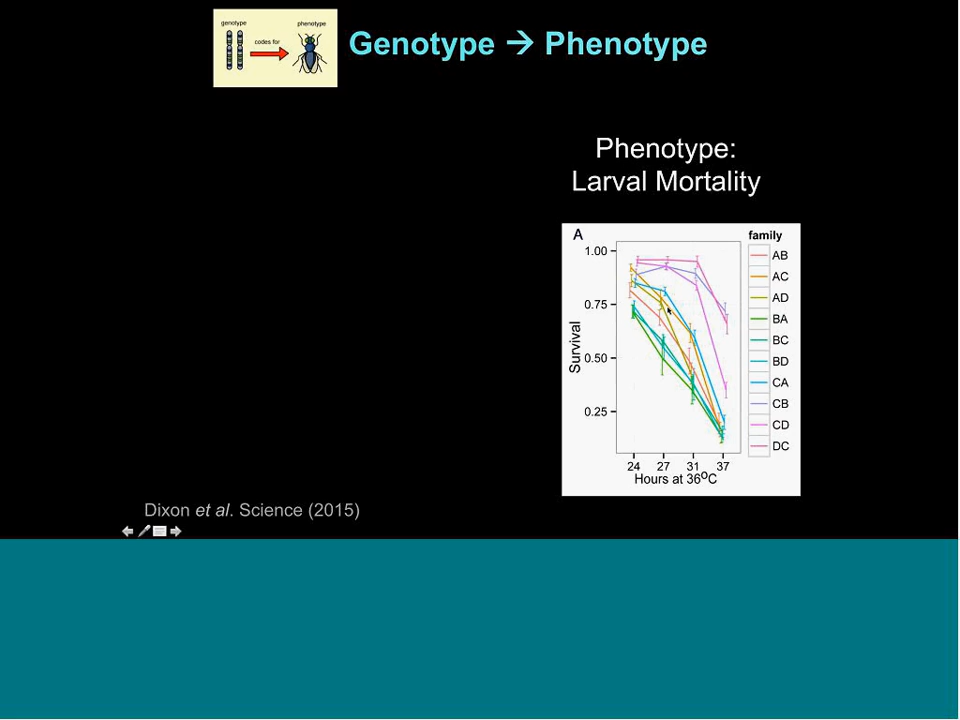 genotype
phenotype
codes for
Genotype → Phenotype
Phenotype:
Larval Mortality
A
family
1.00
0.75
0.50
0.25
Survival
24 27 31 37
Hours at 36°C
AB
AC
AD
BA
BC
BD
CA
CB
CD
DC
Dixon et al. Science (2015)